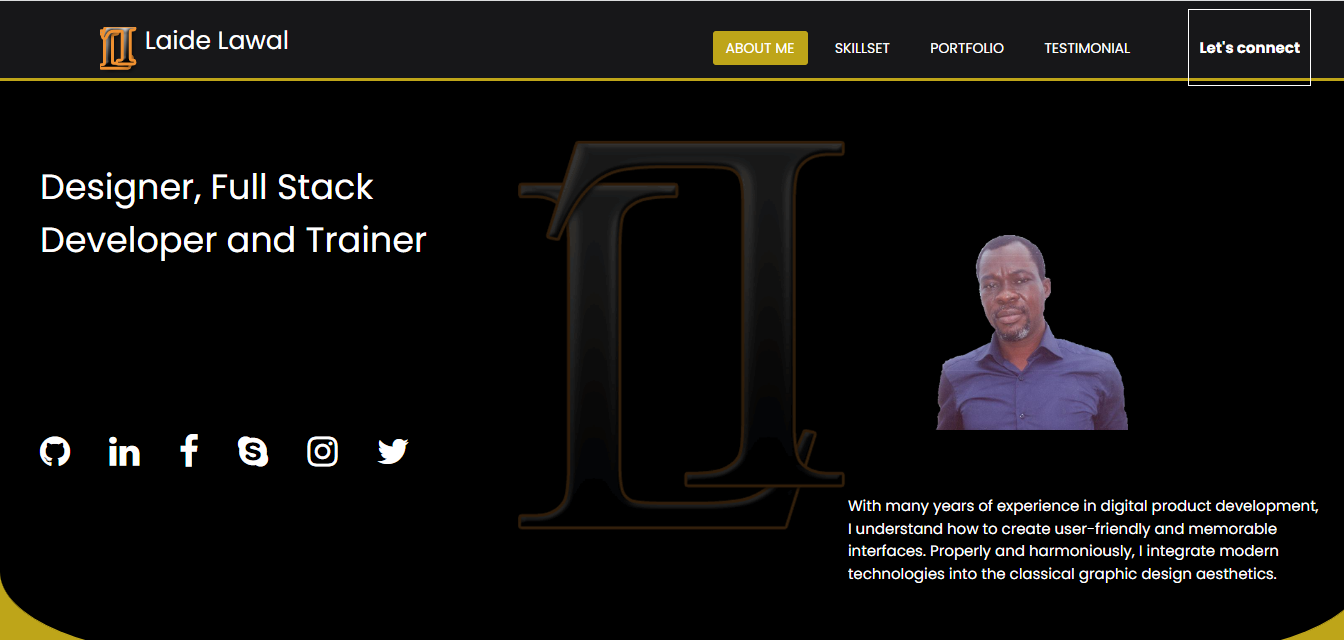 Laide Lawal
ABOUT ME
SKILLSET
PORTFOLIO
TESTIMONIAL
Let's connect
Designer, Full Stack
Developer and Trainer
With many years of experience in digital product development,
I understand how to create user-friendly and memorable
interfaces. Properly and harmoniously, I integrate modern
technologies into the classical graphic design aesthetics.